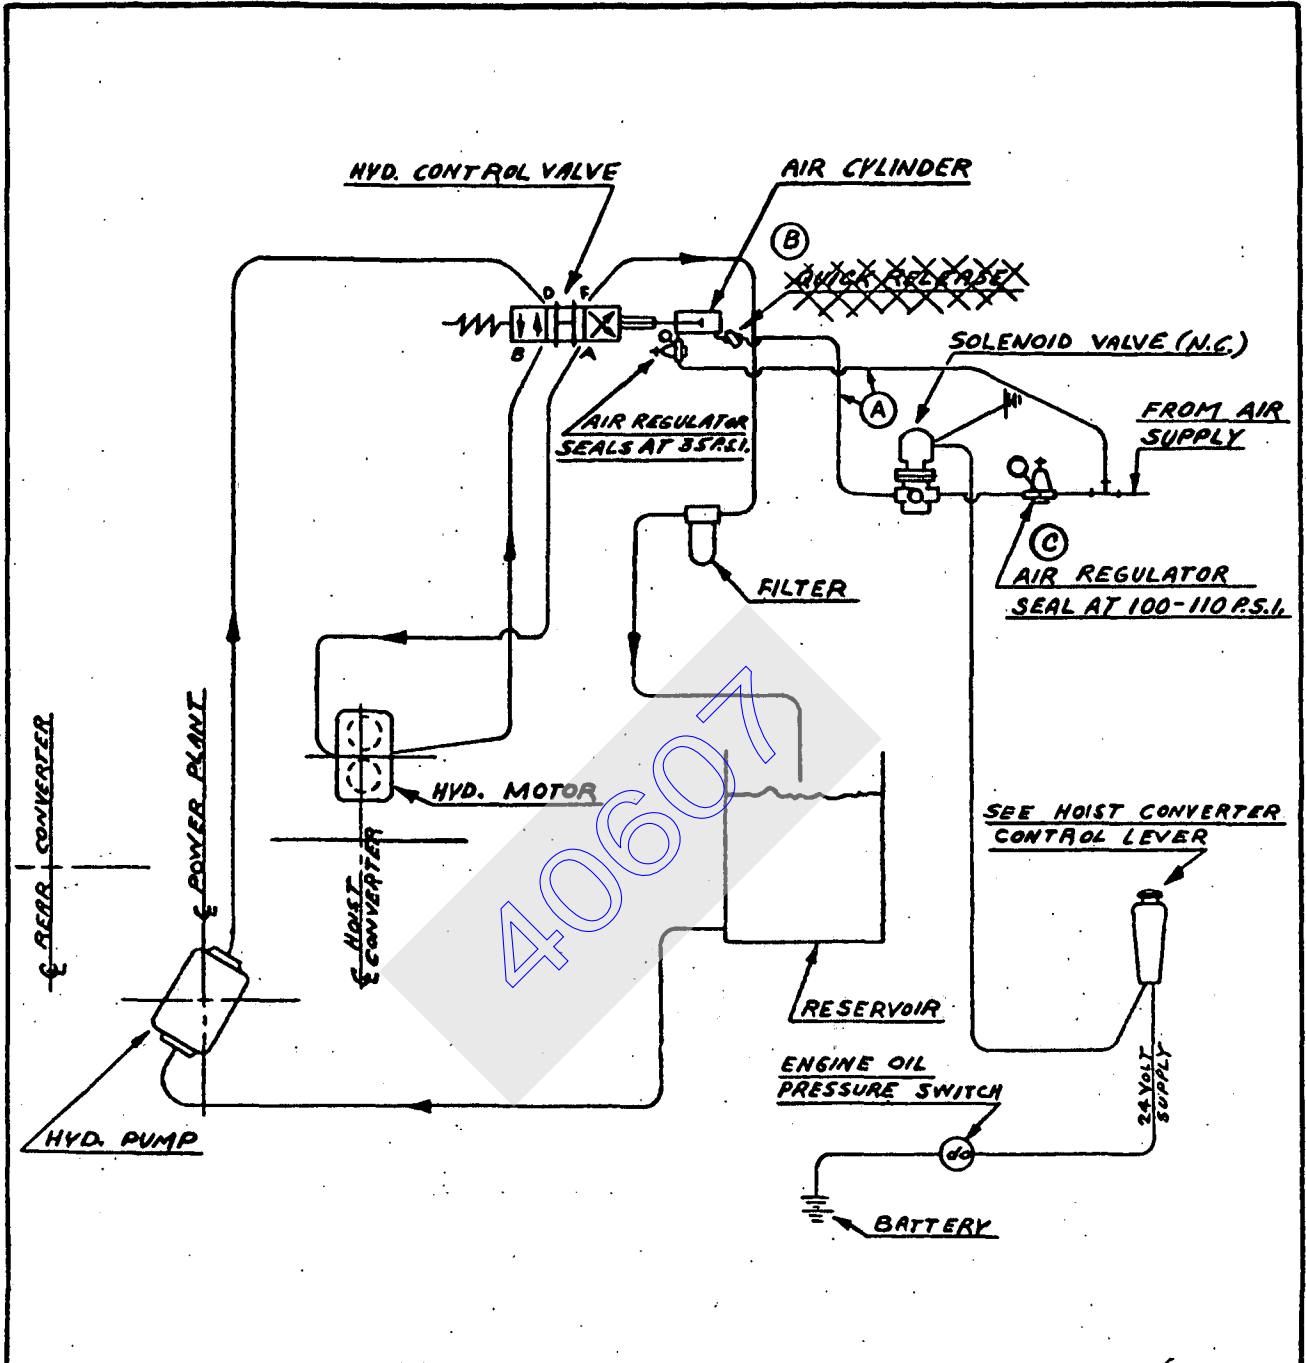 HYD. CONTROL VALVE
AIR CYLINDER
B
QUICK RELEASE
D F
B A
SOLENOID VALVE (N.C.)
AIR REGULATOR
SEALS AT 35 P.S.I.
A
FROM AIR
SUPPLY
C
AIR REGULATOR
SEAL AT 100-110 P.S.I.
FILTER
℄ REAR CONVERTER
℄ POWER PLANT
HYD. MOTOR
℄ HOIST
CONVERTER
40607
SEE HOIST CONVERTER
CONTROL LEVER
RESERVOIR
ENGINE OIL
PRESSURE SWITCH
24 VOLT
SUPPLY
HYD. PUMP
BATTERY